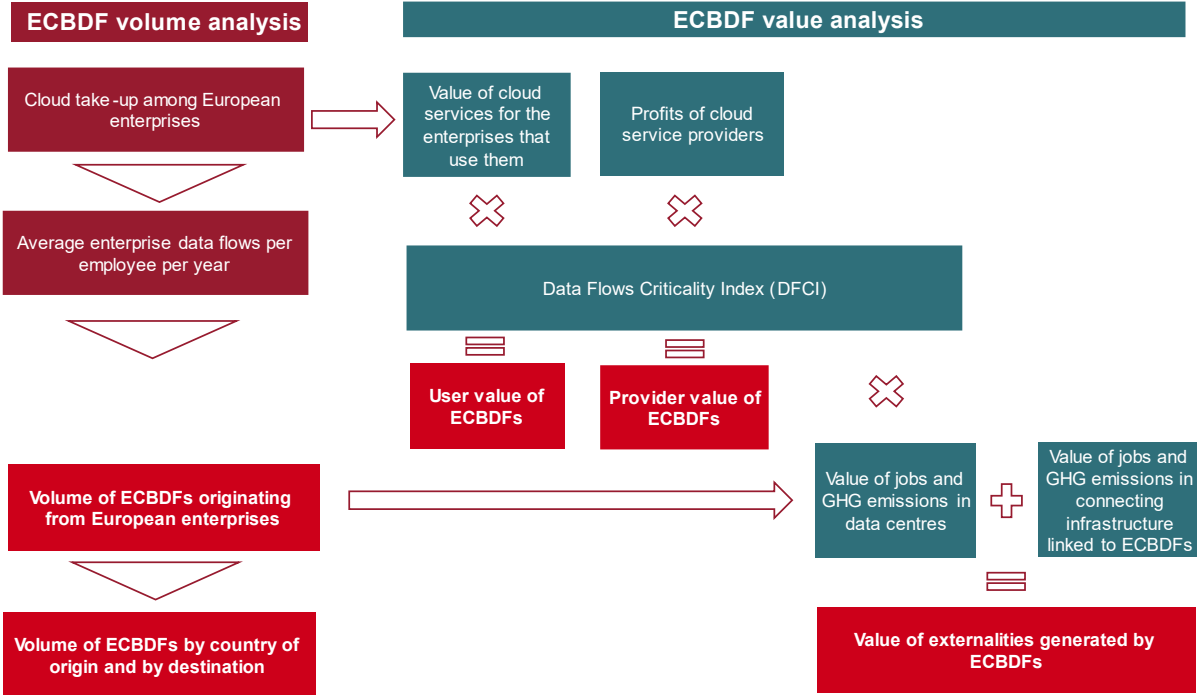 ECBDF volume analysis
ECBDF value analysis
Cloud take-up among European
enterprises
Value of cloud
services for the
enterprises that
use them
Profits of cloud
service providers
Average enterprise data flows per
employee per year
Data Flows Criticality Index (DFCI)
User value of
ECBDFs
Provider value of
ECBDFs
Volume of ECBDFs originating
from European enterprises
Value of jobs and
GHG emissions in
data centres
Value of jobs and
GHG emissions in
connecting
infrastructure
linked to ECBDFs
Volume of ECBDFs by country of
origin and by destination
Value of externalities generated by
ECBDFs